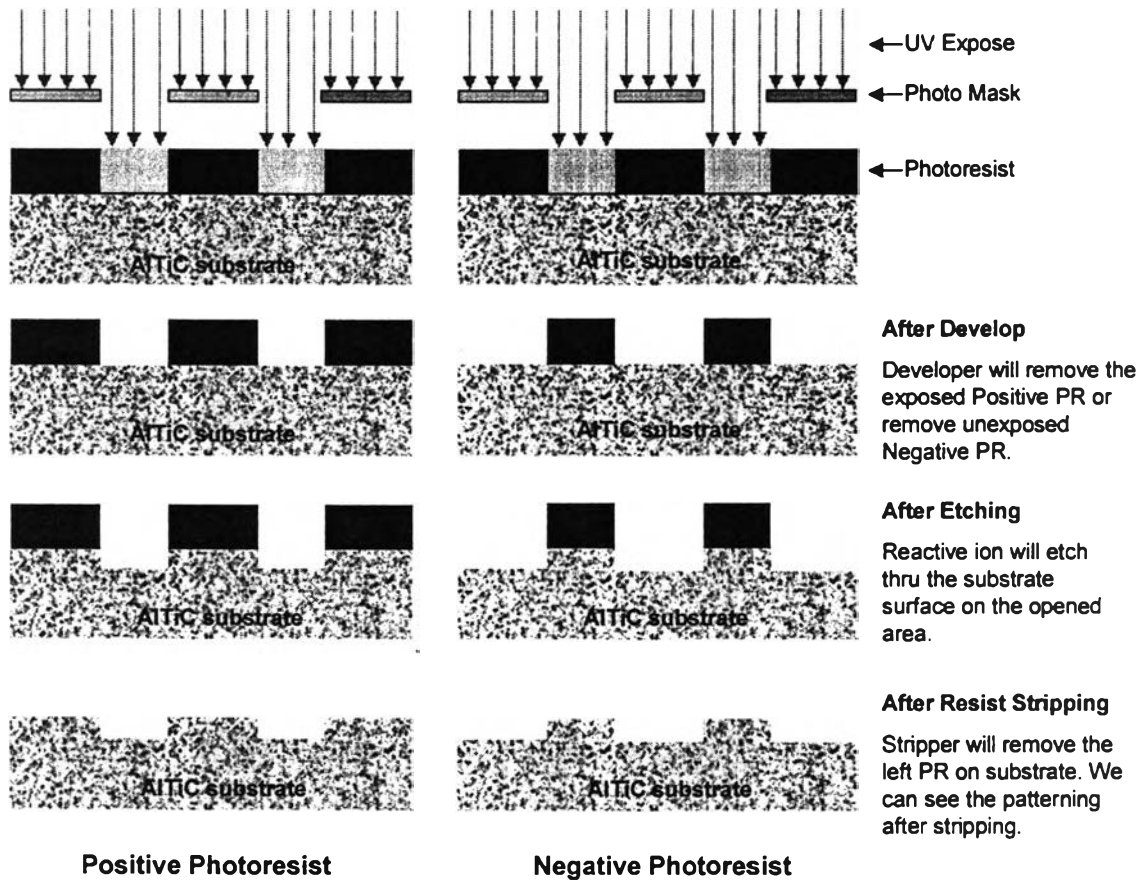 UV Expose
Photo Mask
Photoresist
AlTiC substrate
AlTiC substrate
After Develop
Developer will remove the
exposed Positive PR or
remove unexposed
Negative PR.
AlTiC substrate
AlTiC substrate
After Etching
Reactive ion will etch
thru the substrate
surface on the opened
area.
AlTiC substrate
AlTiC substrate
After Resist Stripping
Stripper will remove the
left PR on substrate. We
can see the patterning
after stripping.
AlTiC substrate
AlTiC substrate
Positive Photoresist
Negative Photoresist